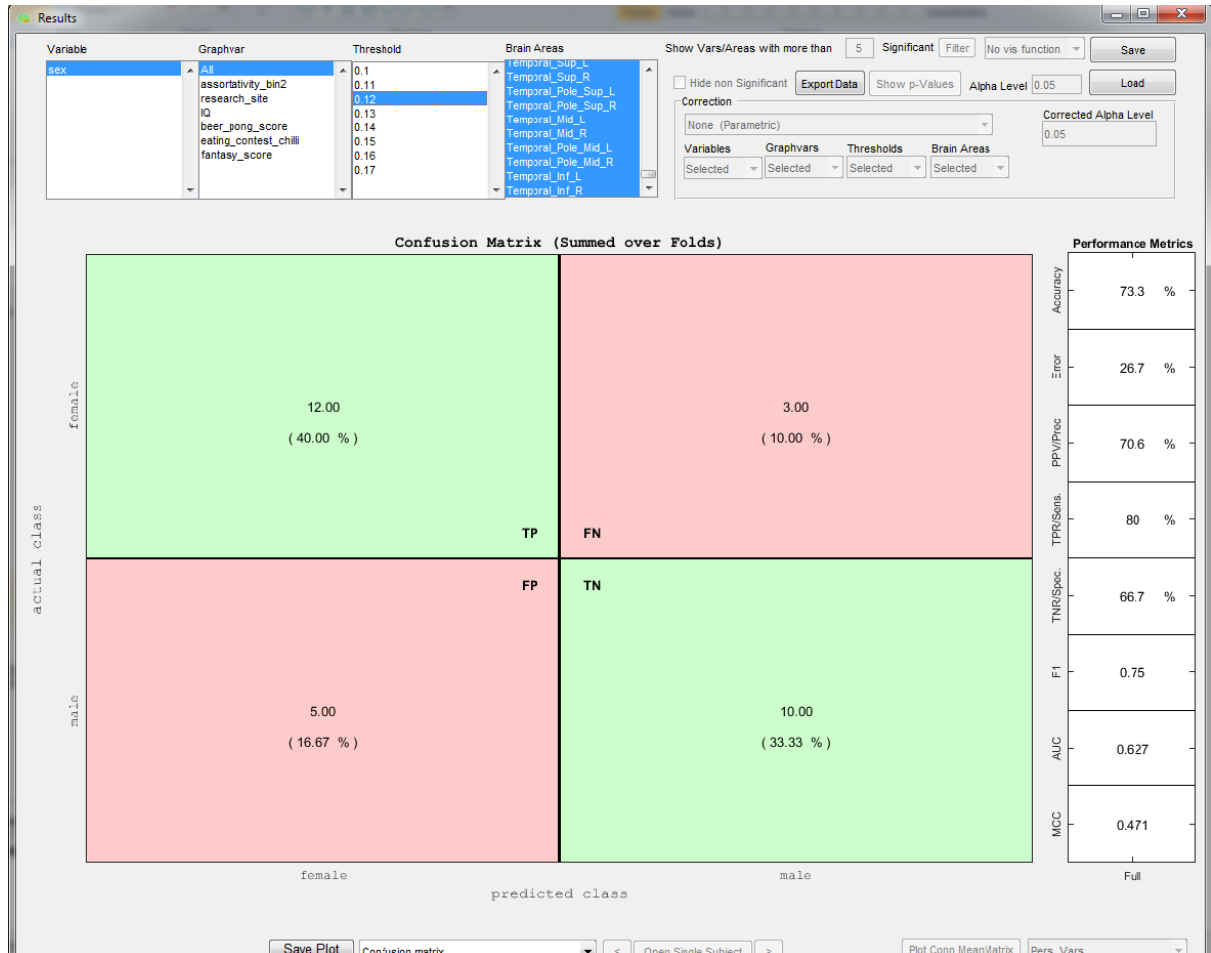 Results
Variable
Graphvar
Threshold
Brain Areas
Show Vars/Areas with more than
5
Significant
Filter
No vis function
Save
sex
All
assortativity_bin2
research_site
IQ
beer_pong_score
eating_contest_chilli
fantasy_score
0.1
0.11
0.12
0.13
0.14
0.15
0.16
0.17
Temporal_Sup_L
Temporal_Sup_R
Temporal_Pole_Sup_L
Temporal_Pole_Sup_R
Temporal_Mid_L
Temporal_Mid_R
Temporal_Pole_Mid_L
Temporal_Pole_Mid_R
Temporal_Inf_L
Temporal_Inf_R
Hide non Significant
Export Data
Show p-Values
Alpha Level
0.05
Load
Correction
None (Parametric)
Corrected Alpha Level
0.05
Variables
Graphvars
Thresholds
Brain Areas
Selected
Selected
Selected
Selected
Confusion Matrix (Summed over Folds)
Performance Metrics
actual class
female
12.00
( 40.00 % )
TP
3.00
( 10.00 % )
FN
male
FP
5.00
( 16.67 % )
TN
10.00
( 33.33 % )
female
male
predicted class
Accuracy
73.3 %
Error
26.7 %
PPV/Prec
70.6 %
TPR/Sens.
80 %
TNR/Spec.
66.7 %
F1
0.75
AUC
0.627
MCC
0.471
Full
Save Plot
Confusion matrix
<
Open Single Subject
>
Plot Conn MeanMatrix
Pers. Vars